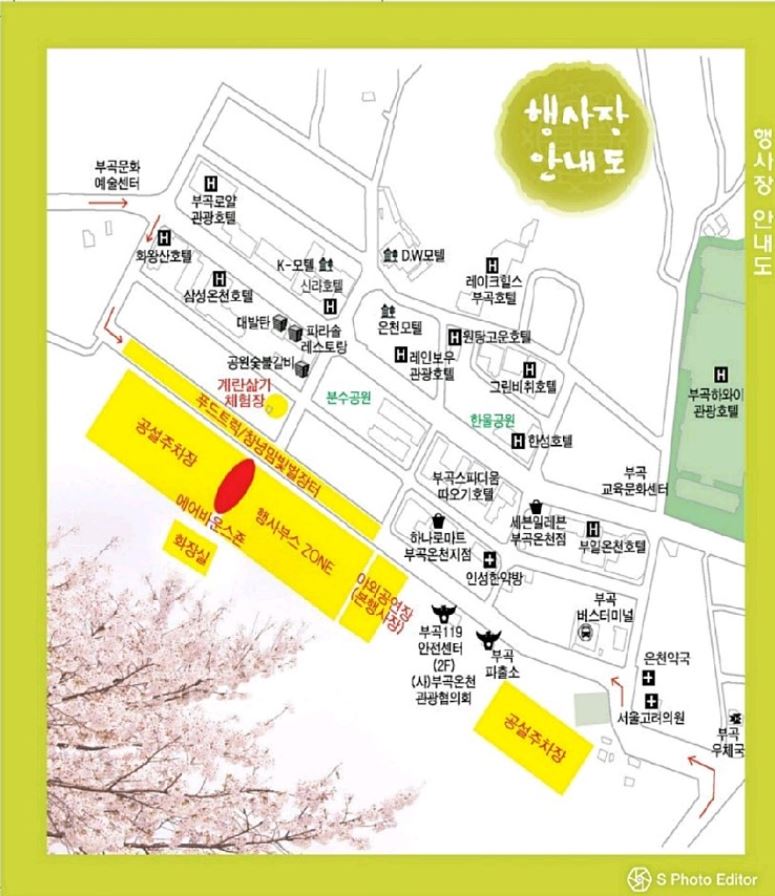 행사장
안내도
행사장 안내도
부곡문화
예술센터
부곡로얄
관광호텔
화왕산호텔
K-모텔
신라호텔
D.W모텔
삼성온천호텔
레이크힐스
부곡호텔
대발탄
파라솔
레스토랑
온천모텔
원탕고운호텔
레인보우
관광호텔
공원숯불갈비
그린비취호텔
부곡하와이
관광호텔
계란삶기
체험장
분수공원
한울공원
한성호텔
푸드트럭/창녕밤빛벌장터
공설주차장
에어바운스존
행사부스 ZONE
화장실
야외공연장
(본행사장)
부곡스파디움
따오기호텔
부곡
교육문화센터
하나로마트
부곡온천지점
세븐일레븐
부곡온천점
부일온천호텔
인성한약방
부곡119
안전센터
(2F)
(사)부곡온천
관광협의회
부곡
파출소
부곡
버스터미널
은천약국
서울고려의원
부곡
우체국
공설주차장
S Photo Editor